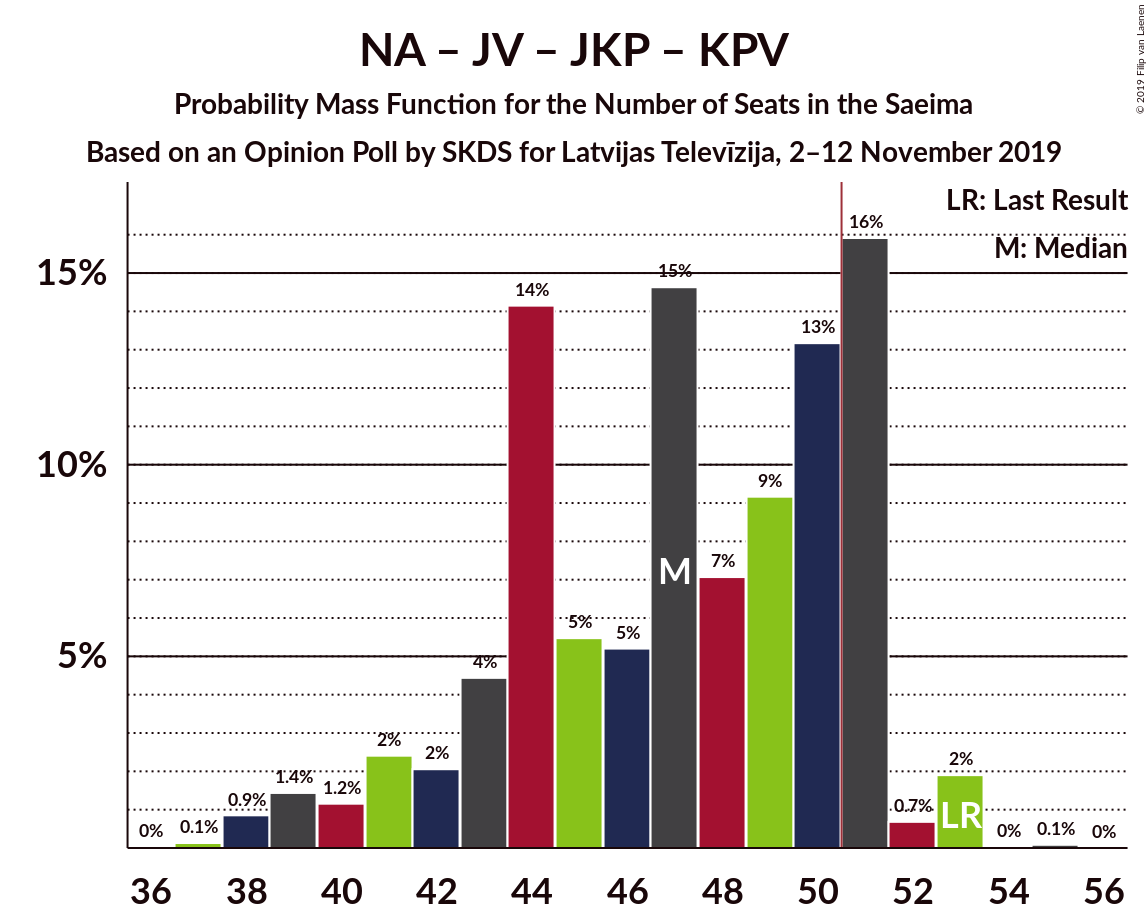 NA – JV – JKP – KPV
Probability Mass Function for the Number of Seats in the Saeima
Based on an Opinion Poll by SKDS for Latvijas Televīzija, 2–12 November 2019
© 2019 Filip van Laenen
LR: Last Result
M: Median
15%
10%
5%
0%
0.1%
0.9%
1.4%
1.2%
2%
2%
4%
14%
5%
5%
15%
7%
9%
13%
16%
0.7%
2%
0%
0.1%
0%
M
LR
36 38 40 42 44 46 48 50 52 54 56